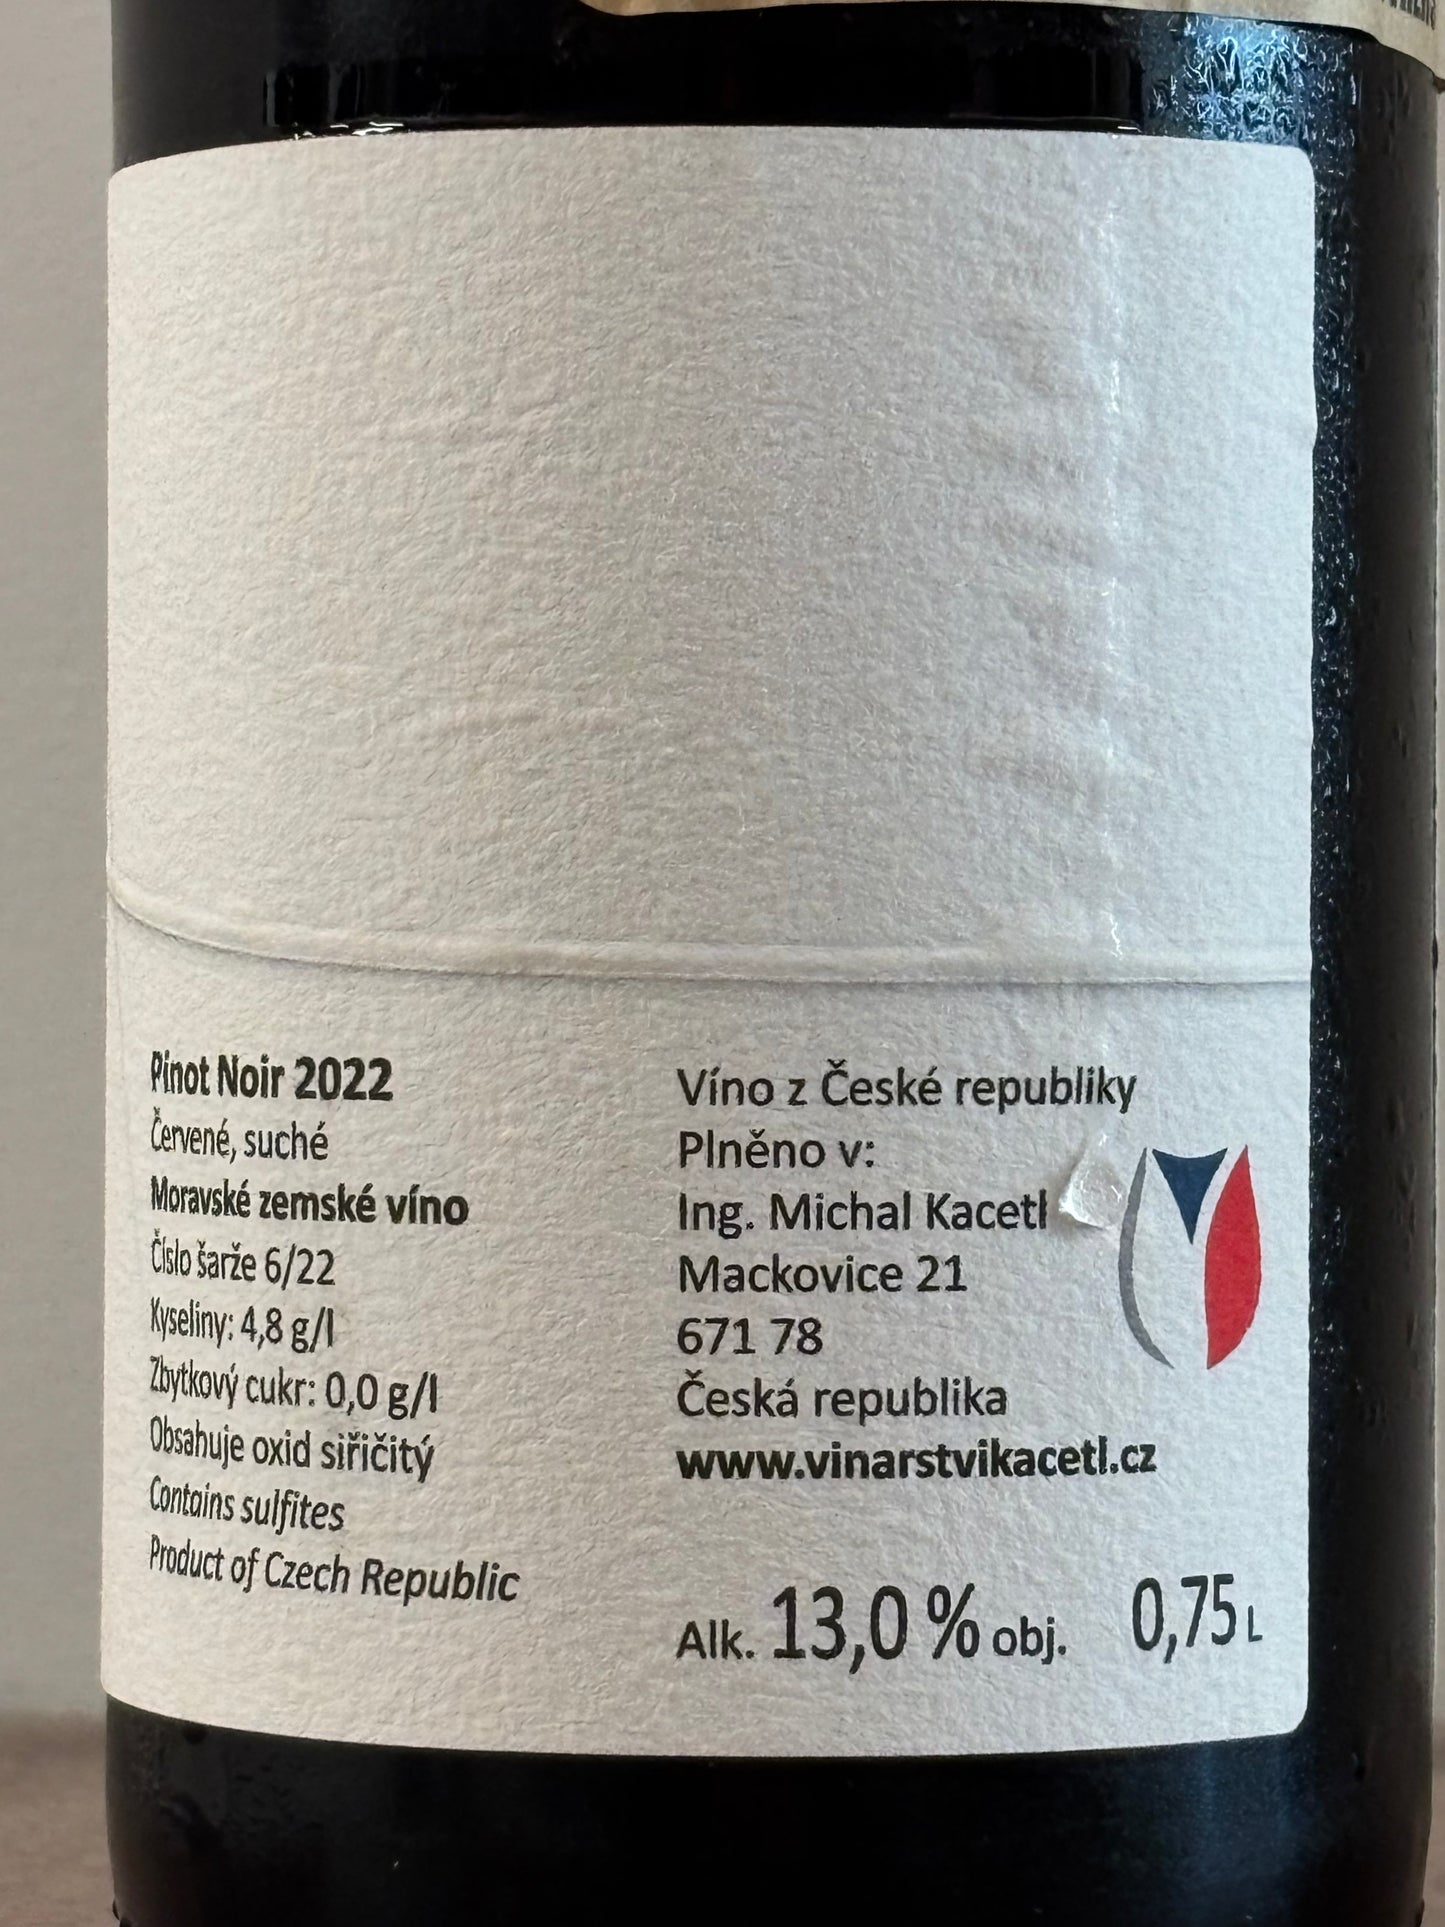 Pinot Noir 2022
Červené, suché
Moravské zemské víno
Číslo šarže 6/22
Kyseliny: 4,8 g/l
Zbytkový cukr: 0,0 g/l
Obsahuje oxid siřičitý
Contains sulfites
Product of Czech Republic
Víno z České republiky
Plněno v:
Ing. Michal Kacetl
Mackovice 21
671 78
Česká republika
www.vinarstvikacetl.cz
Alk. 13,0 % obj. 0,75 L